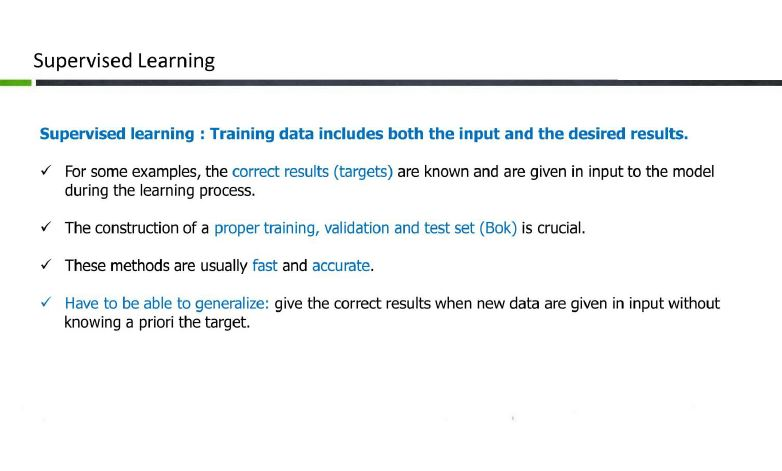 Supervised Learning
Supervised learning : Training data includes both the input and the desired results.
✓ For some examples, the correct results (targets) are known and are given in input to the model
during the learning process.
✓ The construction of a proper training, validation and test set (Bok) is crucial.
✓ These methods are usually fast and accurate.
✓ Have to be able to generalize: give the correct results when new data are given in input without
knowing a priori the target.